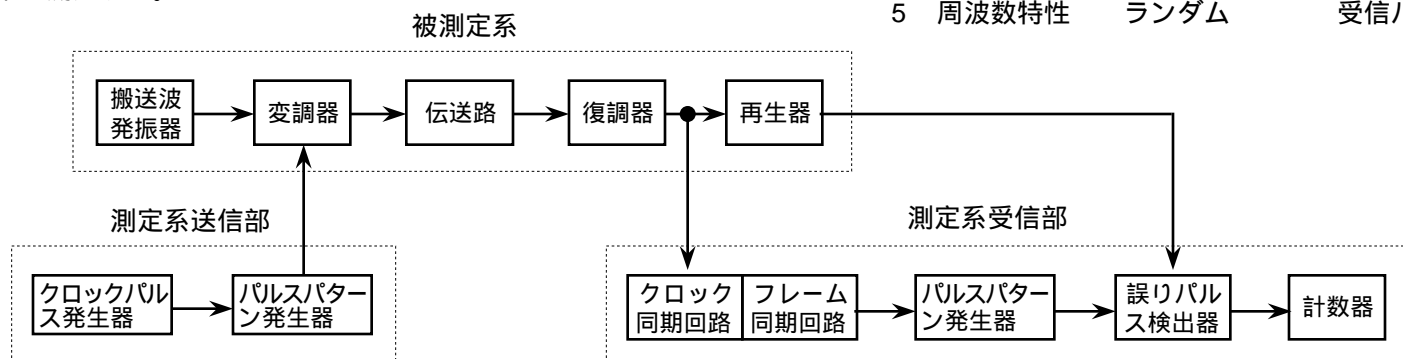 5 周波数特性 ランダム 受信
被測定系
搬送波
発振器
変調器
伝送路
復調器
再生器
測定系送信部
測定系受信部
クロックパル
ス発生器
パルスパター
ン発生器
クロック
同期回路
フレーム
同期回路
パルスパター
ン発生器
誤りパル
ス検出器
計数器